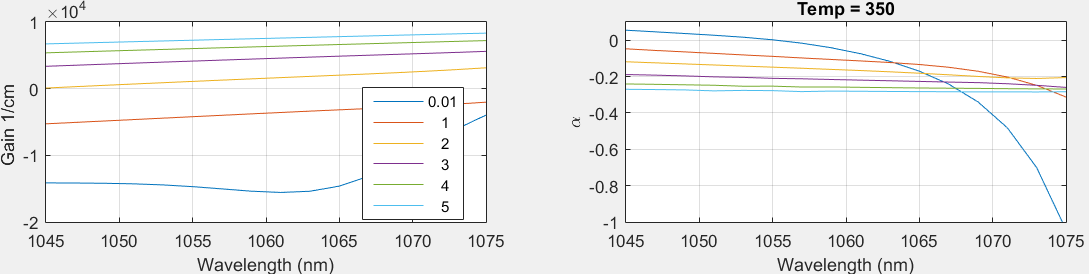 ×10⁴
1
0
-1
-2
Gain 1/cm
1045 1050 1055 1060 1065 1070 1075
Wavelength (nm)
0.01
1
2
3
4
5
Temp = 350
0
-0.2
-0.4
-0.6
-0.8
-1
α
1045 1050 1055 1060 1065 1070 1075
Wavelength (nm)